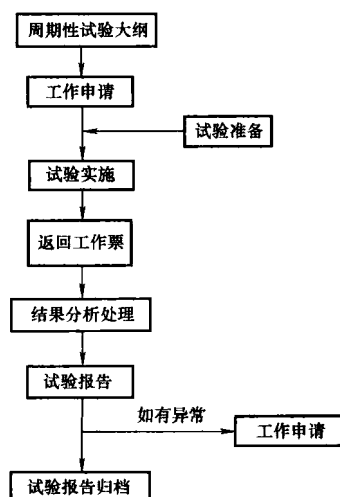 周期性试验大纲
工作申请
试验准备
试验实施
返回工作票
结果分析处理
试验报告
如有异常
工作申请
试验报告归档